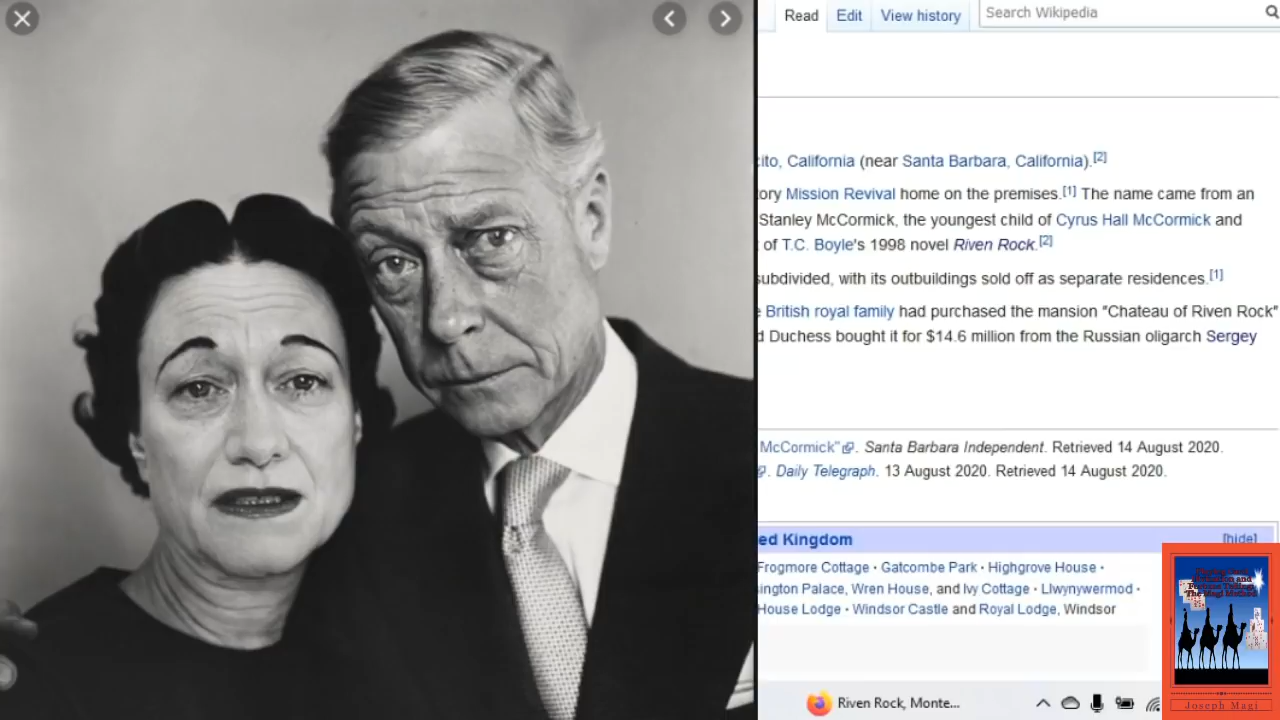 Read Edit View history Search Wikipedia
cito, California (near Santa Barbara, California).[2]
ory Mission Revival home on the premises.[1] The name came from an
Stanley McCormick, the youngest child of Cyrus Hall McCormick and
of T.C. Boyle's 1998 novel Riven Rock.[2]
subdivided, with its outbuildings sold off as separate residences.[1]
e British royal family had purchased the mansion "Chateau of Riven Rock"
d Duchess bought it for $14.6 million from the Russian oligarch Sergey
McCormick". Santa Barbara Independent. Retrieved 14 August 2020.
. Daily Telegraph. 13 August 2020. Retrieved 14 August 2020.
ed Kingdom [hide]
Frogmore Cottage · Gatcombe Park · Highgrove House ·
sington Palace, Wren House, and Ivy Cottage · Llwynywermod ·
House Lodge · Windsor Castle and Royal Lodge, Windsor
The Magi Method
Joseph Magi
Riven Rock, Monte...